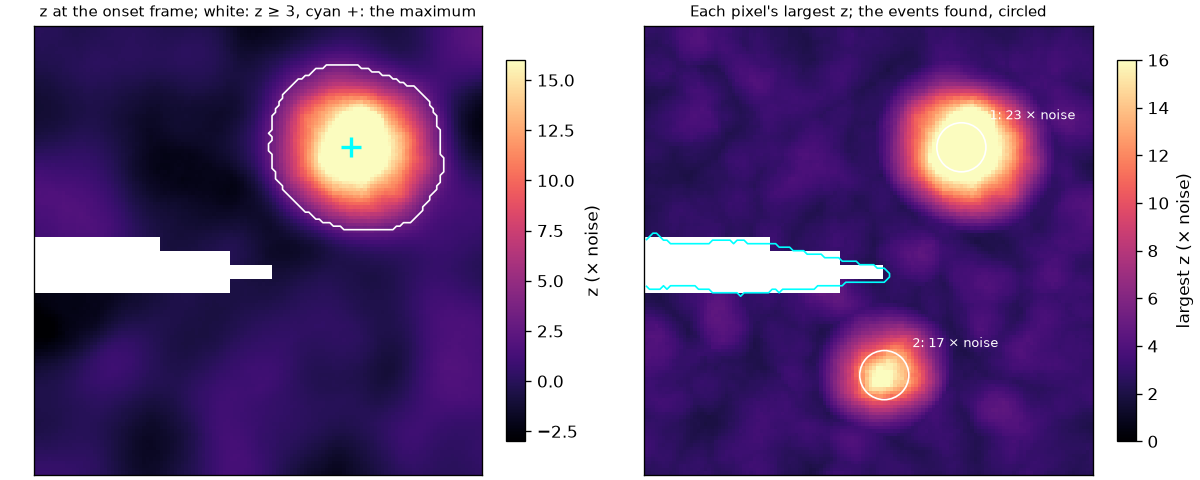 z at the onset frame; white: z ≥ 3, cyan +: the maximum
Each pixel's largest z; the events found, circled
15.0
12.5
10.0
7.5
5.0
2.5
0.0
−2.5
z (× noise)
1: 23 × noise
2: 17 × noise
16
14
12
10
8
6
4
2
0
largest z (× noise)